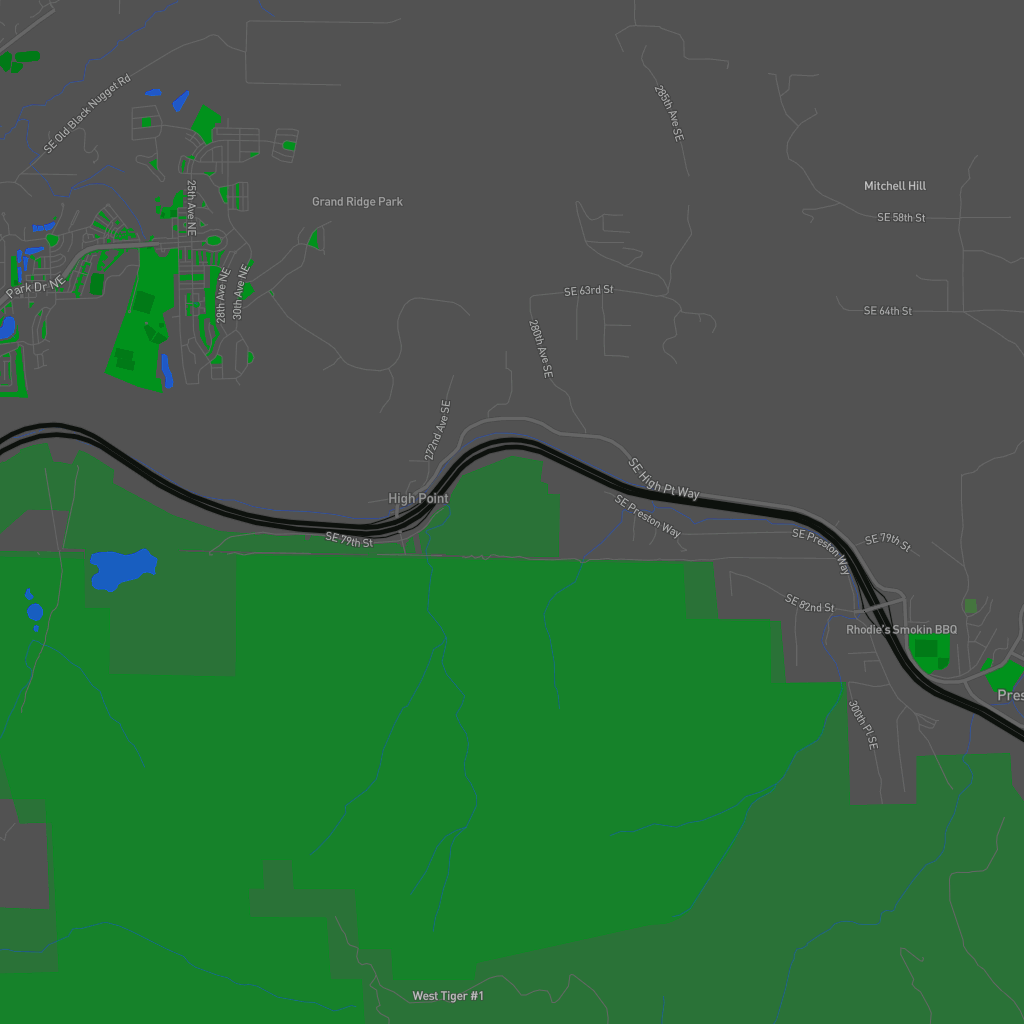 SE Old Black Nugget Rd
285th Ave SE
Mitchell Hill
25th Ave NE
Grand Ridge Park
SE 58th St
Park Dr NE
28th Ave NE
30th Ave NE
SE 63rd St
SE 64th St
280th Ave SE
272nd Ave SE
SE High Pt Way
High Point
SE Preston Way
SE 79th St
SE Preston Way
SE 79th St
SE 82nd St
Rhodie's Smokin BBQ
Pres
300th Pl SE
West Tiger #1